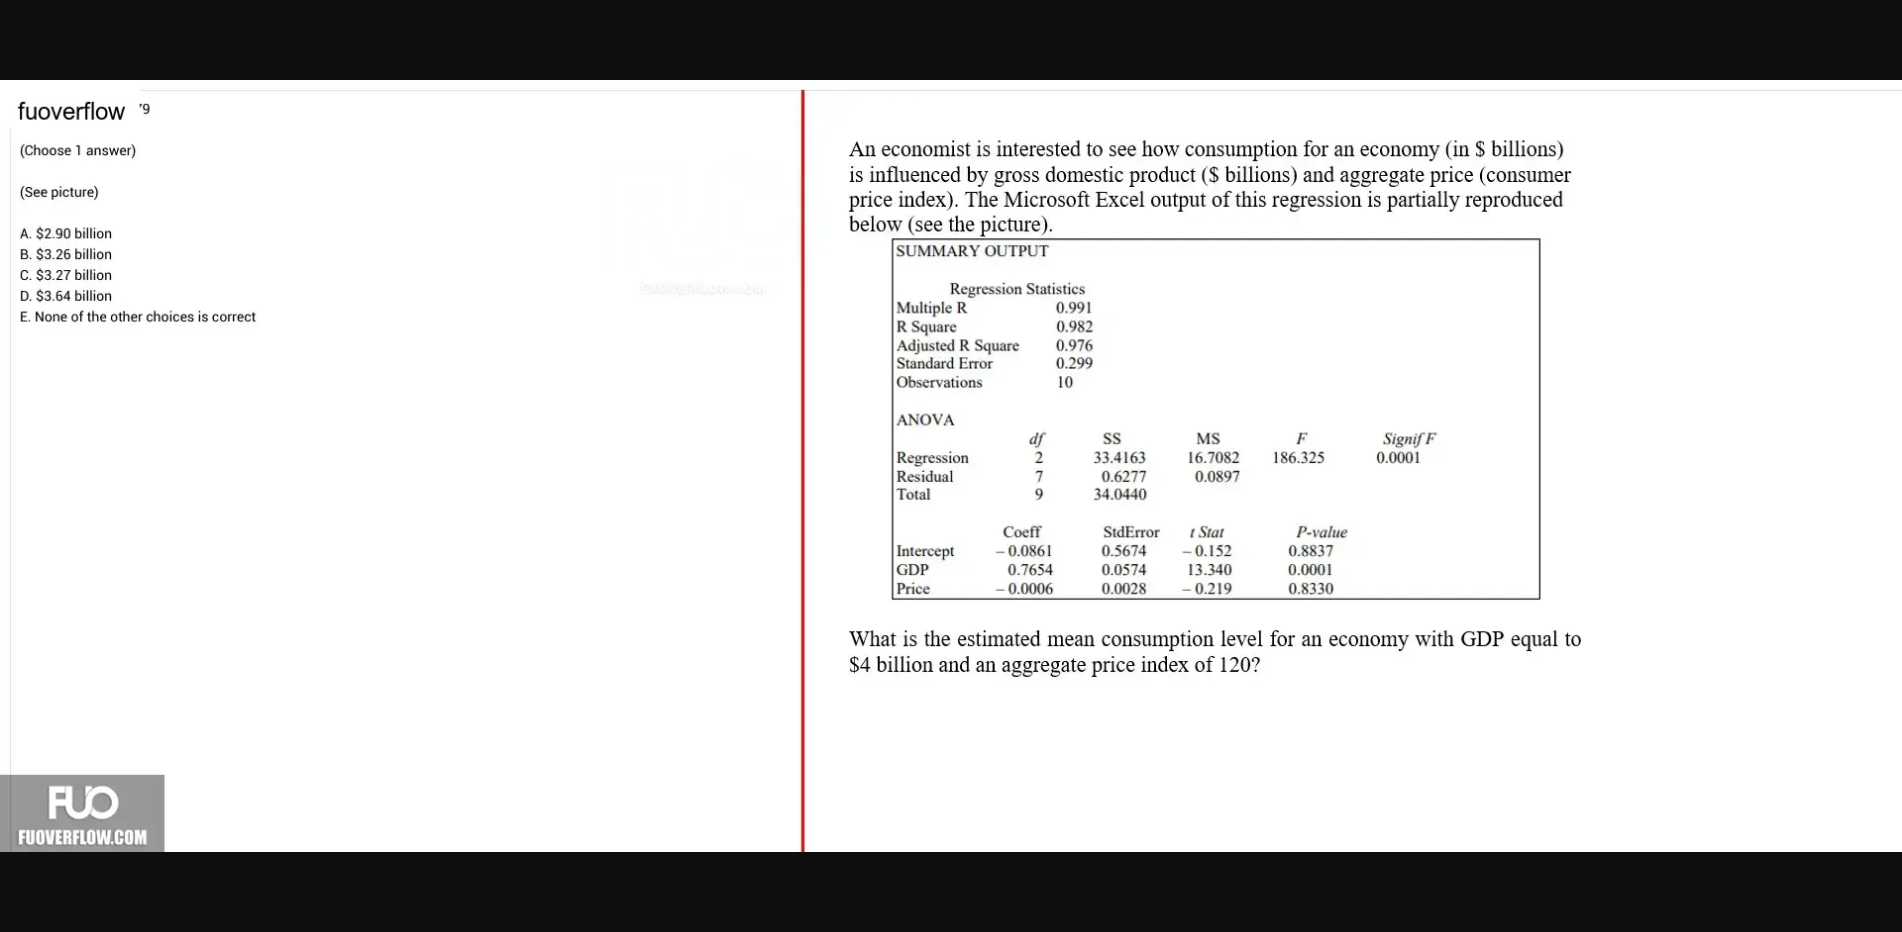 fuoverflow '9
(Choose 1 answer)
(See picture)
A. $2.90 billion
B. $3.26 billion
C. $3.27 billion
D. $3.64 billion
E. None of the other choices is correct
FUOVERFLOW.COM
FUO
FUOVERFLOW.COM
An economist is interested to see how consumption for an economy (in $ billions)
is influenced by gross domestic product ($ billions) and aggregate price (consumer
price index). The Microsoft Excel output of this regression is partially reproduced
below (see the picture).
SUMMARY OUTPUT
Regression Statistics
Multiple R 0.991
R Square 0.982
Adjusted R Square 0.976
Standard Error 0.299
Observations 10
ANOVA
df SS MS F Signif F
Regression 2 33.4163 16.7082 186.325 0.0001
Residual 7 0.6277 0.0897
Total 9 34.0440
Coeff StdError t Stat P-value
Intercept – 0.0861 0.5674 – 0.152 0.8837
GDP 0.7654 0.0574 13.340 0.0001
Price – 0.0006 0.0028 – 0.219 0.8330
What is the estimated mean consumption level for an economy with GDP equal to
$4 billion and an aggregate price index of 120?